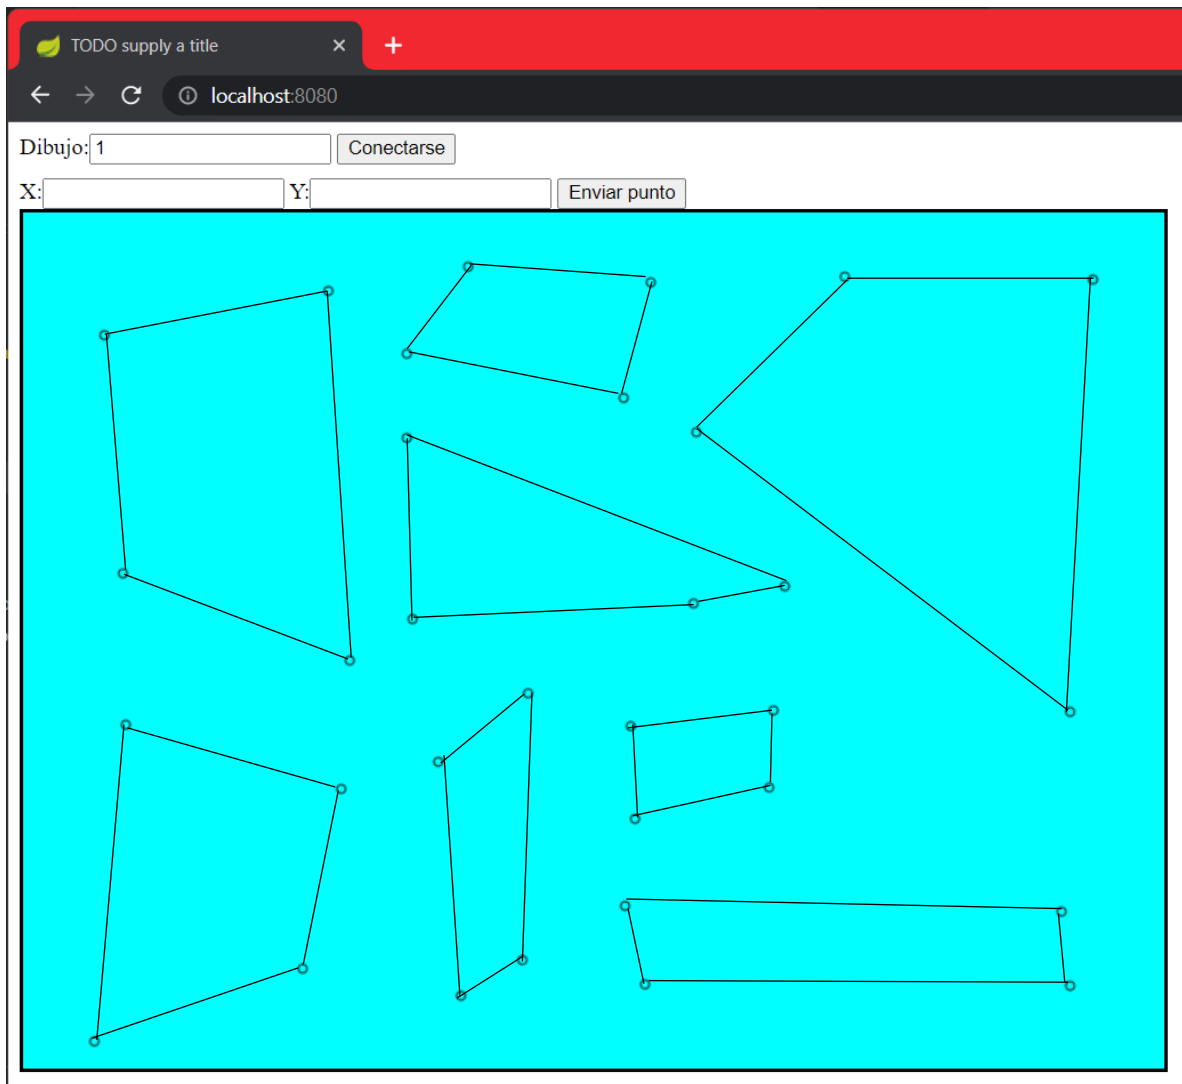 TODO supply a title
localhost:8080
Dibujo: 1 Conectarse
X: Y: Enviar punto